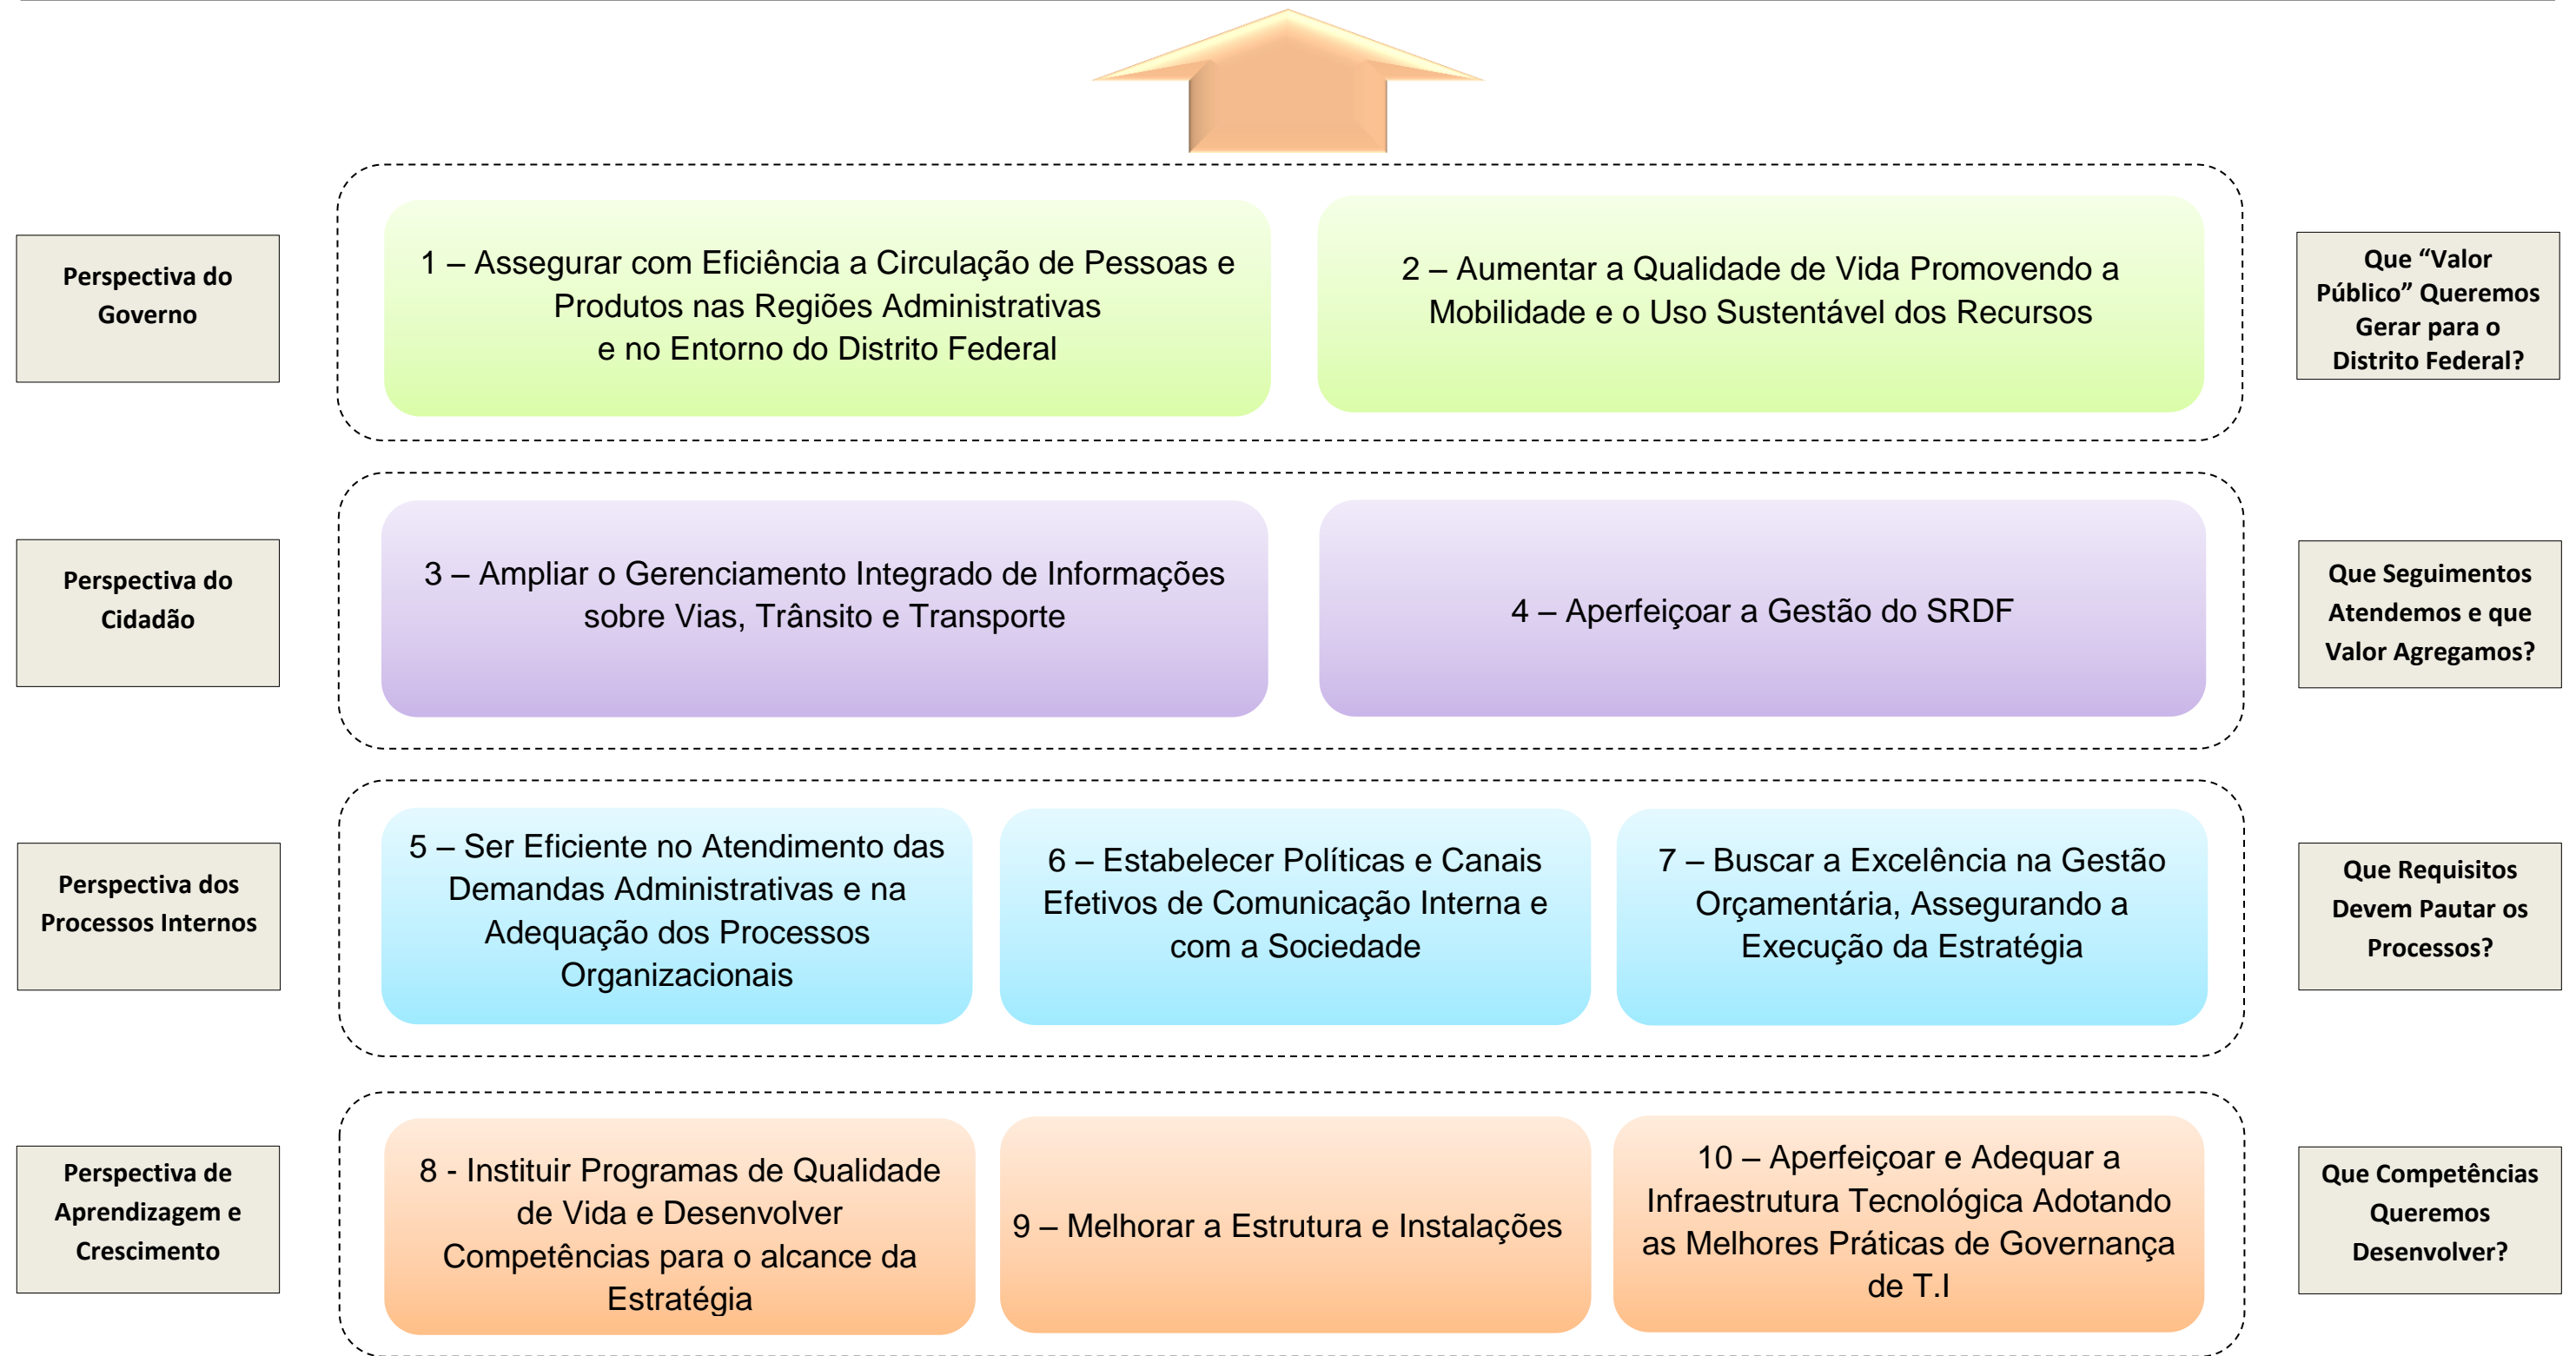 Perspectiva do
Governo
1 – Assegurar com Eficiência a Circulação de Pessoas e
Produtos nas Regiões Administrativas
e no Entorno do Distrito Federal
2 – Aumentar a Qualidade de Vida Promovendo a
Mobilidade e o Uso Sustentável dos Recursos
Que “Valor
Público” Queremos
Gerar para o
Distrito Federal?
Perspectiva do
Cidadão
3 – Ampliar o Gerenciamento Integrado de Informações
sobre Vias, Trânsito e Transporte
4 – Aperfeiçoar a Gestão do SRDF
Que Seguimentos
Atendemos e que
Valor Agregamos?
Perspectiva dos
Processos Internos
5 – Ser Eficiente no Atendimento das
Demandas Administrativas e na
Adequação dos Processos
Organizacionais
6 – Estabelecer Políticas e Canais
Efetivos de Comunicação Interna e
com a Sociedade
7 – Buscar a Excelência na Gestão
Orçamentária, Assegurando a
Execução da Estratégia
Que Requisitos
Devem Pautar os
Processos?
Perspectiva de
Aprendizagem e
Crescimento
8 - Instituir Programas de Qualidade
de Vida e Desenvolver
Competências para o alcance da
Estratégia
9 – Melhorar a Estrutura e Instalações
10 – Aperfeiçoar e Adequar a
Infraestrutura Tecnológica Adotando
as Melhores Práticas de Governança
de T.I
Que Competências
Queremos
Desenvolver?